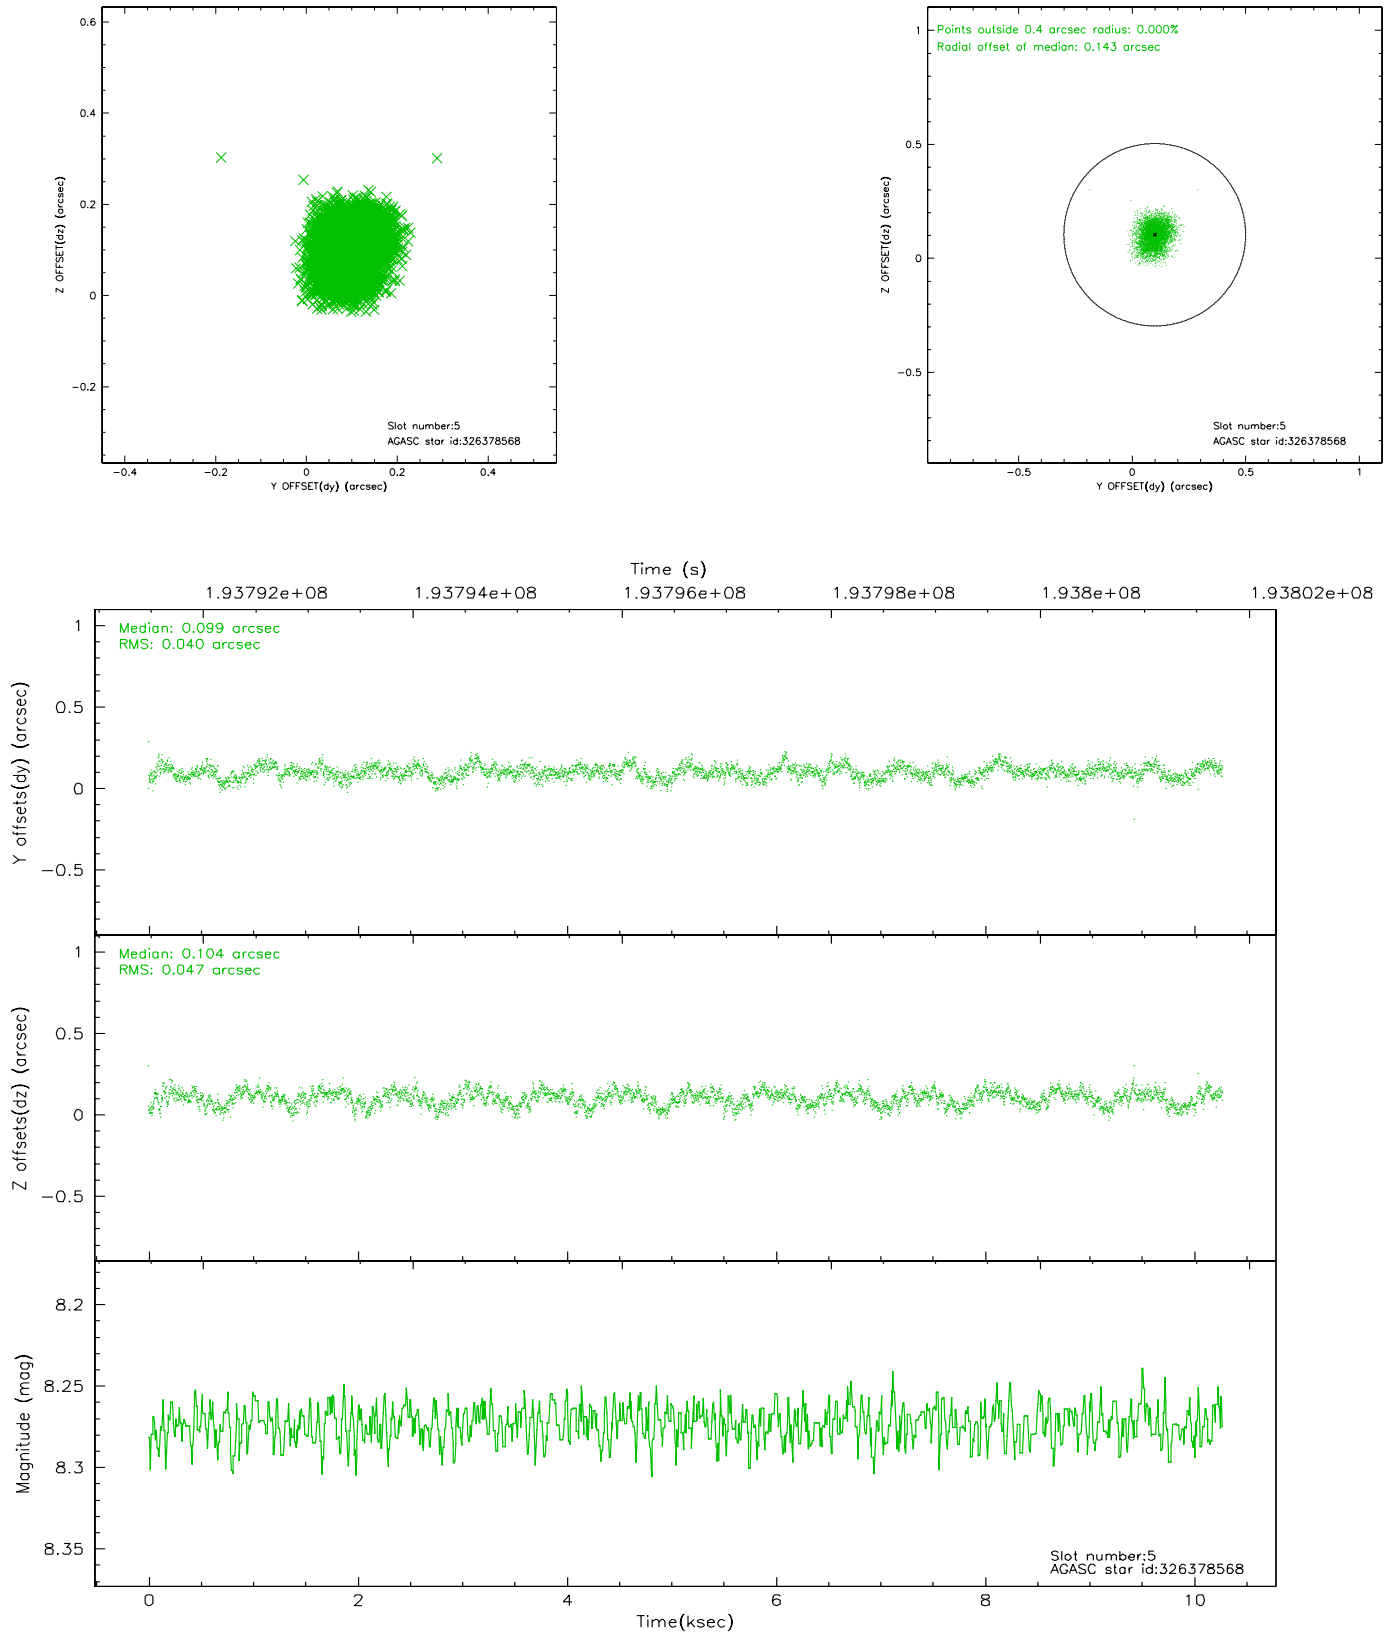 0.6
0.4
0.2
0
−0.2
Z OFFSET(dz) (arcsec)
Slot number:5
AGASC star id:326378568
−0.4 −0.2 0 0.2 0.4
Y OFFSET(dy) (arcsec)
Points outside 0.4 arcsec radius: 0.000%
Radial offset of median: 0.143 arcsec
1
0.5
0
−0.5
Z OFFSET(dz) (arcsec)
Slot number:5
AGASC star id:326378568
−0.5 0 0.5 1
Y OFFSET(dy) (arcsec)
Time (s)
1.93792e+08 1.93794e+08 1.93796e+08 1.93798e+08 1.938e+08 1.93802e+08
Median: 0.099 arcsec
RMS: 0.040 arcsec
1
0.5
0
−0.5
Y offsets(dy) (arcsec)
Median: 0.104 arcsec
RMS: 0.047 arcsec
1
0.5
0
−0.5
Z offsets(dz) (arcsec)
8.2
8.25
8.3
8.35
Magnitude (mag)
Slot number:5
AGASC star id:326378568
0 2 4 6 8 10
Time(ksec)